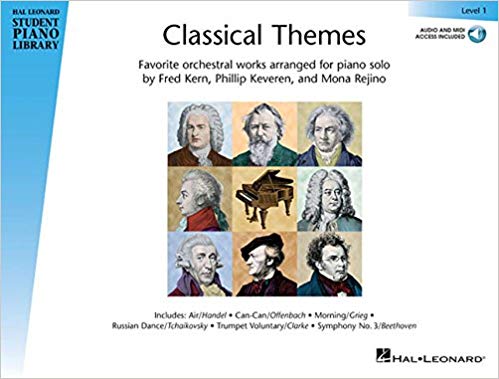 HAL LEONARD
STUDENT
PIANO
LIBRARY
Level 1
Classical Themes
AUDIO AND MIDI
ACCESS INCLUDED
Favorite orchestral works arranged for piano solo
by Fred Kern, Phillip Keveren, and Mona Rejino
Includes: Air/Handel • Can-Can/Offenbach • Morning/Grieg •
Russian Dance/Tchaikovsky • Trumpet Voluntary/Clarke • Symphony No. 3/Beethoven
HAL•LEONARD®